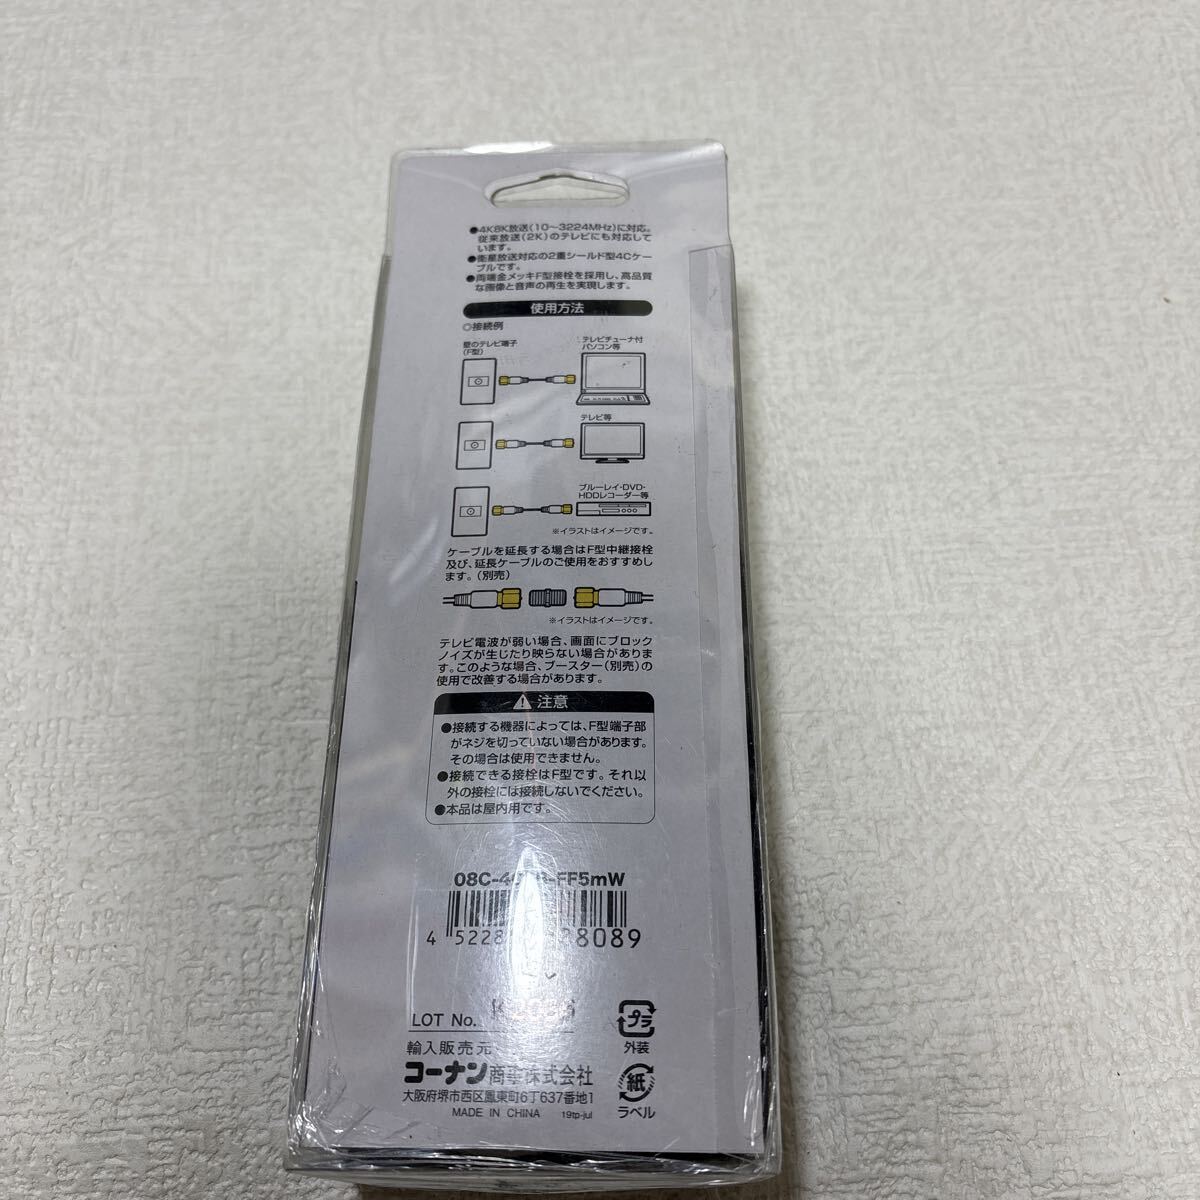 ●4K8K放送(10～3224MHz)に対応。
従来放送(2K)のテレビにも対応して
います。
●衛星放送対応の2重シールド型4Cケー
ブルです。
●両端金メッキF型接栓を採用し、高品質
な画像と音声の再生を実現します。
使用方法
◎接続例
壁のテレビ端子
(F型)
テレビチューナ付
パソコン等
テレビ等
ブルーレイ・DVD・
HDDレコーダー等
※イラストはイメージです。
ケーブルを延長する場合はF型中継接栓
及び、延長ケーブルのご使用をおすすめし
ます。(別売)
※イラストはイメージです。
テレビ電波が弱い場合、画面にブロック
ノイズが生じたり映らない場合がありま
す。このような場合、ブースター(別売)の
使用で改善する場合があります。
注意
●接続する機器によっては、F型端子部
がネジを切っていない場合があります。
その場合は使用できません。
●接続できる接栓はF型です。それ以
外の接栓には接続しないでください。
●本品は屋内用です。
LOT No.
輸入販売元
コーナン商事株式会社
大阪府堺市西区鳳東町6丁637番地1
MADE IN CHINA 19tp-jul
プラ
外装
紙
ラベル